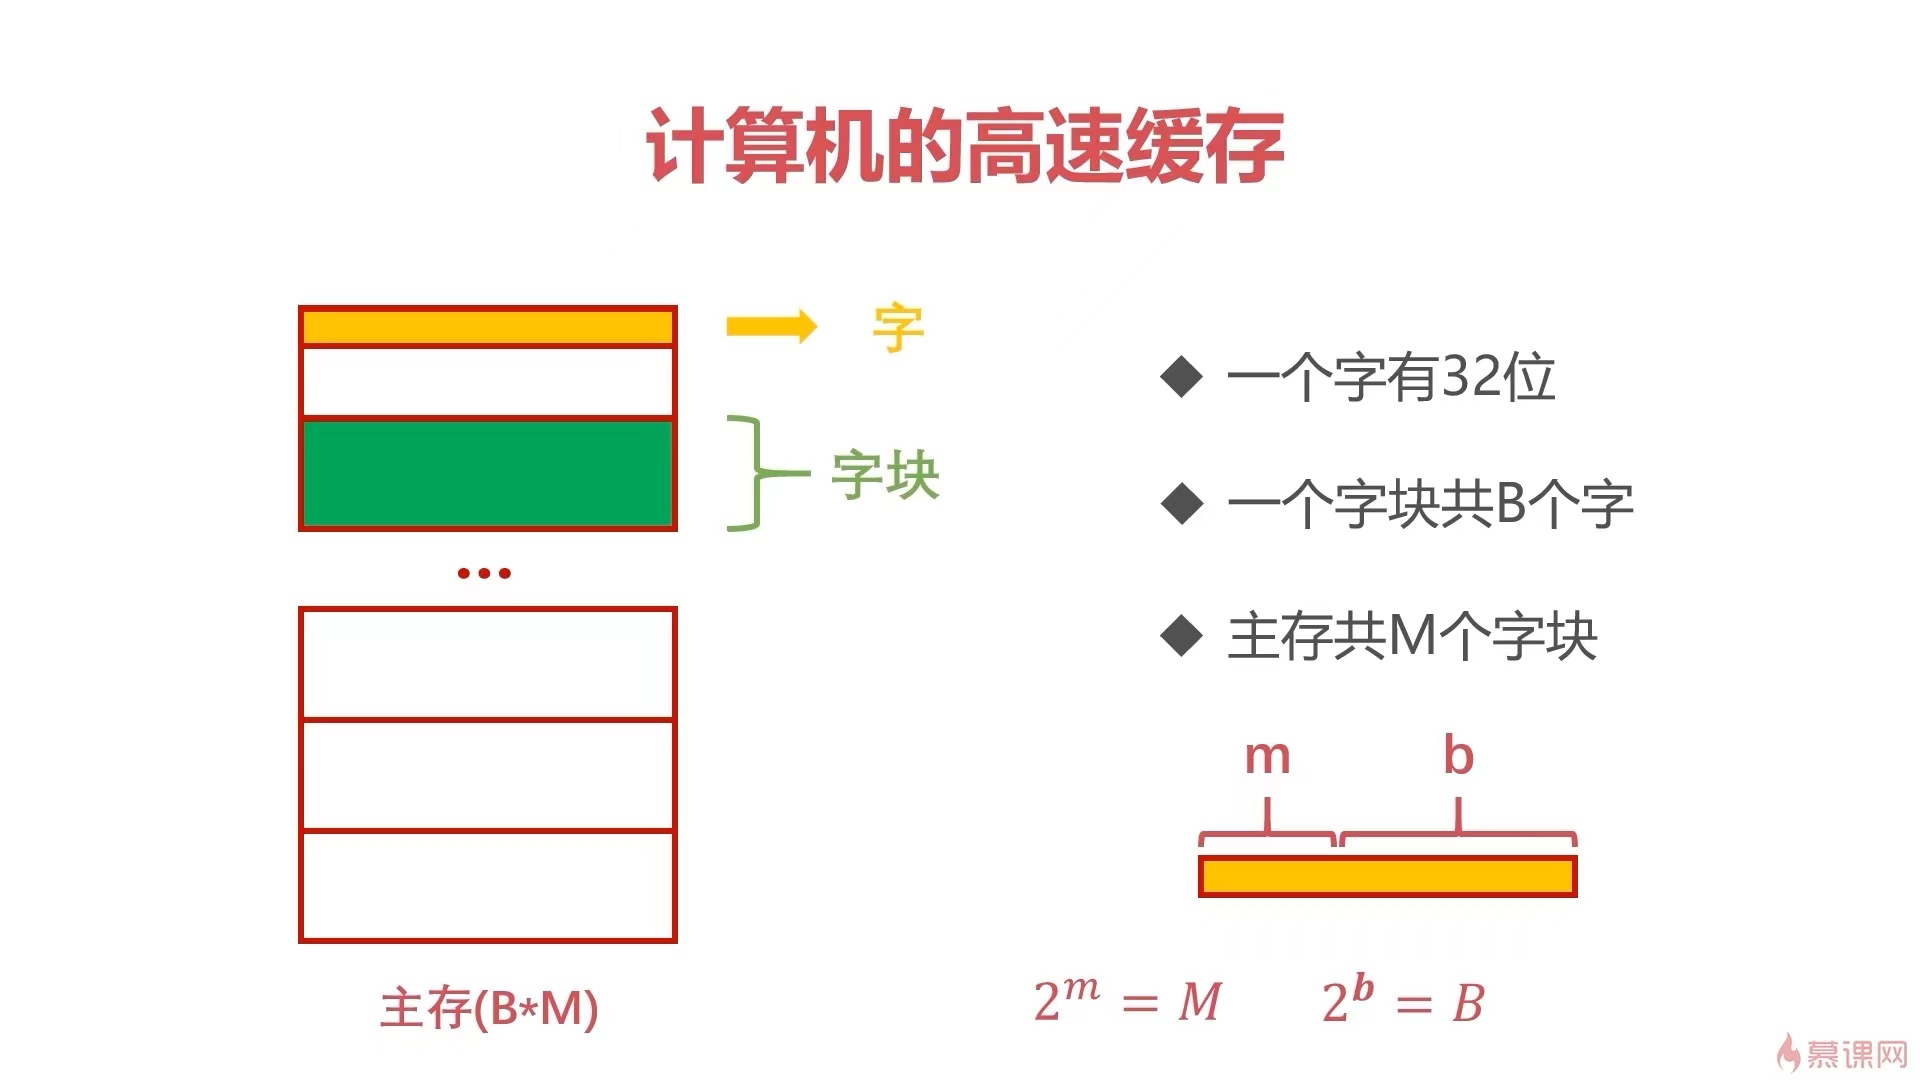 计算机的高速缓存
字
字块
...
主存(B*M)
◆ 一个字有32位
◆ 一个字块共B个字
◆ 主存共M个字块
m b
2^m = M 2^b = B
慕课网